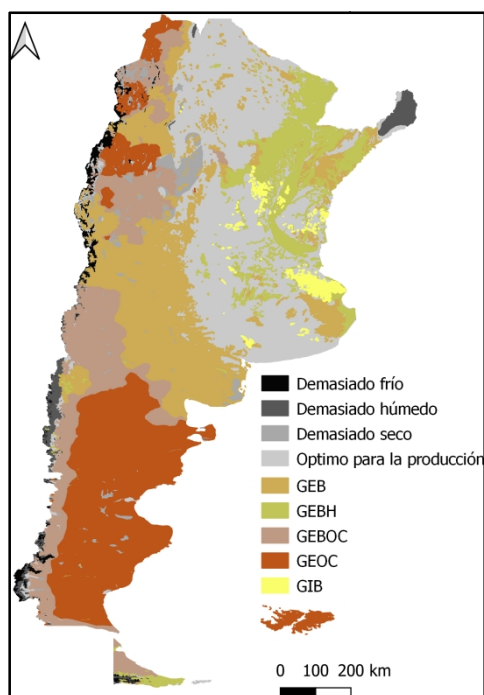 Demasiado frío
Demasiado húmedo
Demasiado seco
Optimo para la producción
GEB
GEBH
GEBOC
GEOC
GIB
0 100 200 km